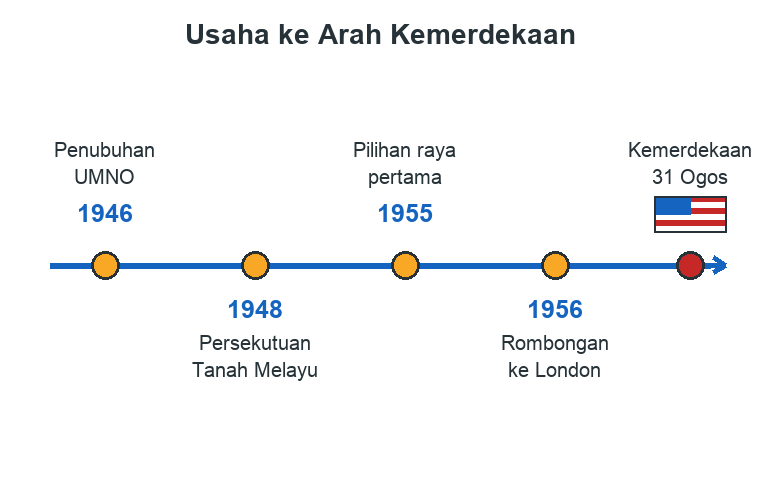 Usaha ke Arah Kemerdekaan
Penubuhan
UMNO
1946
1948
Persekutuan
Tanah Melayu
Pilihan raya
pertama
1955
1956
Rombongan
ke London
Kemerdekaan
31 Ogos